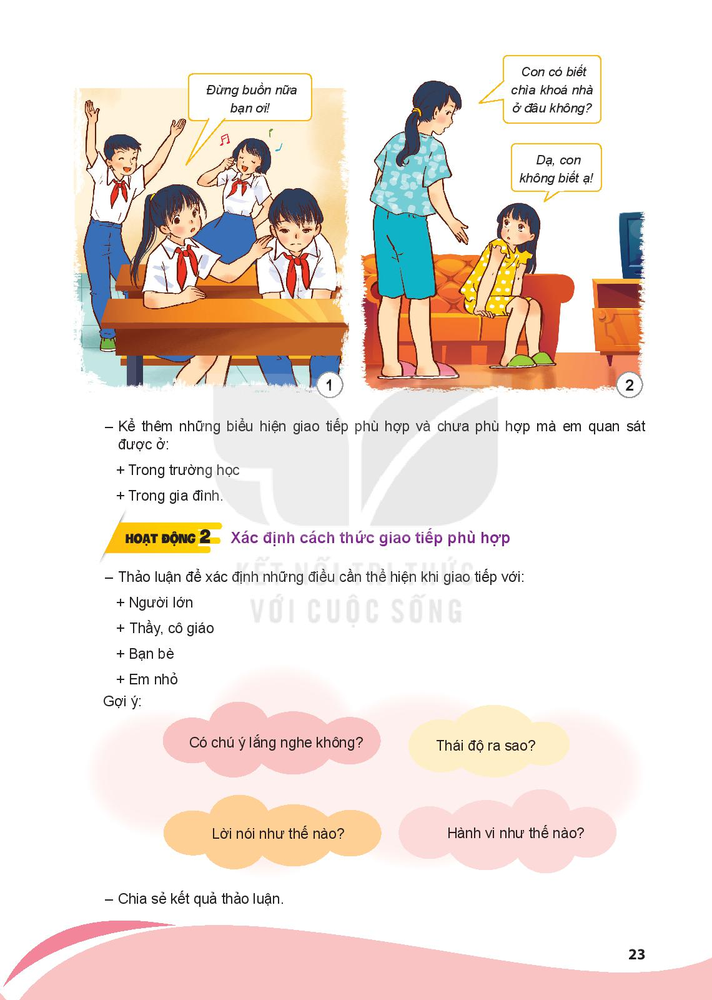 Đừng buồn nữa
bạn ơi!
Con có biết
chìa khoá nhà
ở đâu không?
Dạ, con
không biết ạ!
1
2
– Kể thêm những biểu hiện giao tiếp phù hợp và chưa phù hợp mà em quan sát
được ở:
+ Trong trường học
+ Trong gia đình.
HOẠT ĐỘNG 2 Xác định cách thức giao tiếp phù hợp
KẾT NỐI TRI THỨC
VỚI CUỘC SỐNG
– Thảo luận để xác định những điều cần thể hiện khi giao tiếp với:
+ Người lớn
+ Thầy, cô giáo
+ Bạn bè
+ Em nhỏ
Gợi ý:
Có chú ý lắng nghe không?
Thái độ ra sao?
Lời nói như thế nào?
Hành vi như thế nào?
– Chia sẻ kết quả thảo luận.
23